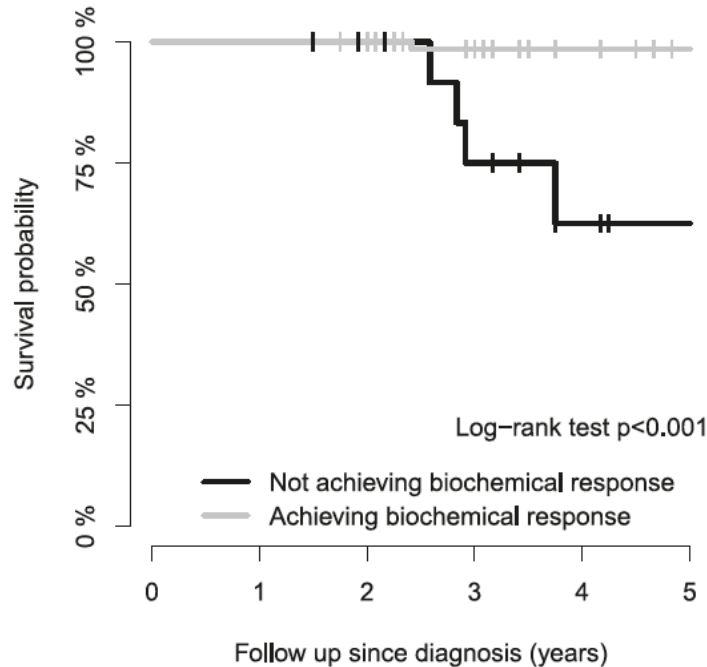 100 %
75 %
50 %
25 %
0 %
Survival probability
Log-rank test p<0.001
Not achieving biochemical response
Achieving biochemical response
0 1 2 3 4 5
Follow up since diagnosis (years)